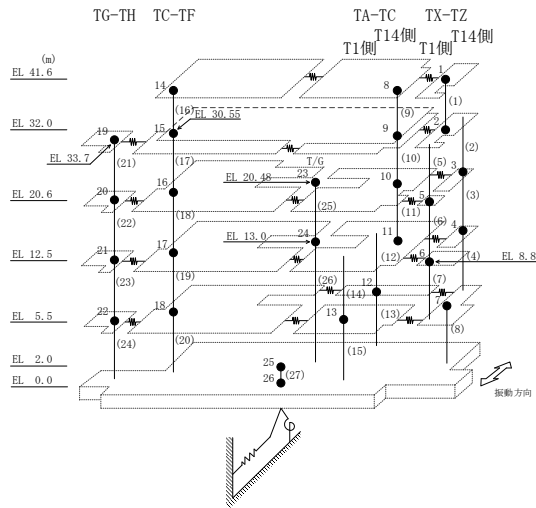 TG-TH TC-TF TA-TC TX-TZ
T14側 T14側
T1側 T1側
(m)
EL 41.6
14 8 1
(16) (9) (1)
EL 30.55
EL 32.0
19 15 9 2
EL 33.7
(21) (17) (10) (2)
T/G
EL 20.48 23
(5) 3
EL 20.6
20 16 10 5 (3)
(22) (18) (25) (11)
EL 13.0 24
(6) 4
11
EL 12.5
21 17 6 (4) EL 8.8
(12)
(23) (19) (26) (14) 12 (7)
EL 5.5
22 18 13 (13) 7
(8)
(24) (20) (15)
EL 2.0
25
EL 0.0
26 (27)
振動方向